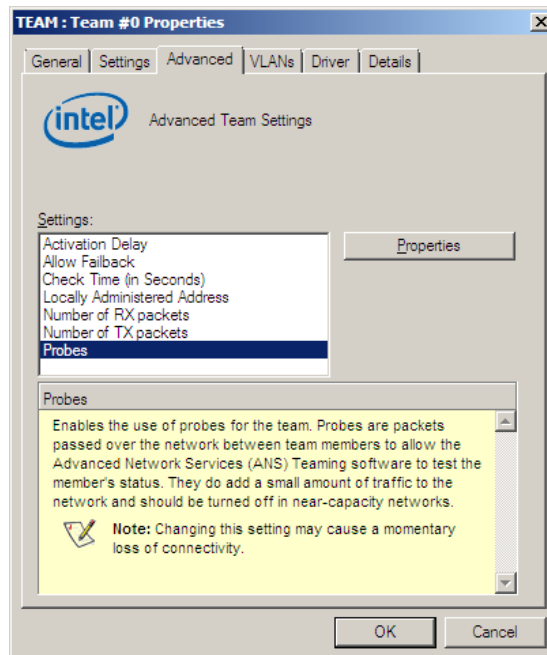 TEAM : Team #0 Properties
General Settings Advanced VLANs Driver Details
intel
Advanced Team Settings
Settings:
Activation Delay
Allow Failback
Check Time (in Seconds)
Locally Administered Address
Number of RX packets
Number of TX packets
Probes
Properties
Probes
Enables the use of probes for the team. Probes are packets
passed over the network between team members to allow the
Advanced Network Services (ANS) Teaming software to test the
member's status. They do add a small amount of traffic to the
network and should be turned off in near-capacity networks.
Note: Changing this setting may cause a momentary
loss of connectivity.
OK Cancel